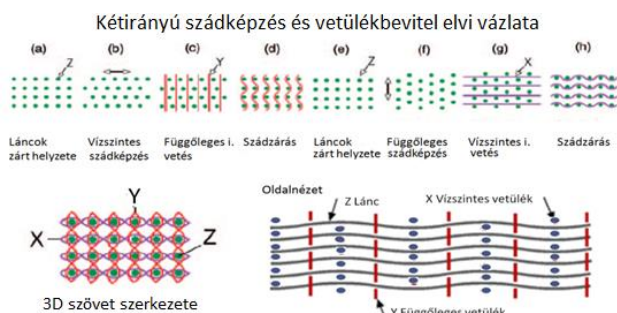 Kétirányú szádképzés és vetülékbevitel elvi vázlata
(a) (b) (c) (d) (e) (f) (g) (h)
Z Y Z X
Láncok zárt helyzete
Vízszintes szádképzés
Függőleges i. vetés
Szádzárás
Láncok zárt helyzete
Függőleges szádképzés
Vízszintes i. vetés
Szádzárás
Y
X
Z
3D szövet szerkezete
Oldalnézet
Z Lánc
X Vízszintes vetülék
Y Függőleges vetülék